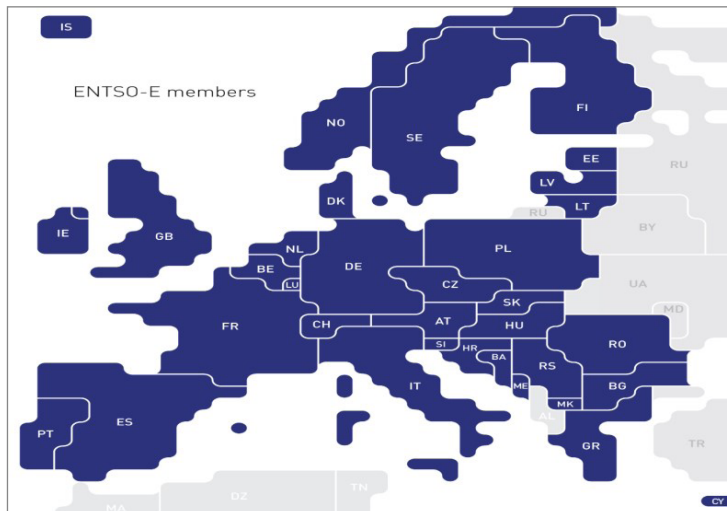 IS
ENTSO-E members
NO
SE
FI
EE
LV
RU
DK
LT
RU
IE
GB
BY
NL
PL
BE
DE
LU
CZ
UA
SK
MD
FR
CH
AT
HU
RO
SI
HR
BA
RS
IT
ME
BG
MK
ES
AL
PT
GR
TR
TN
DZ
CY
MA